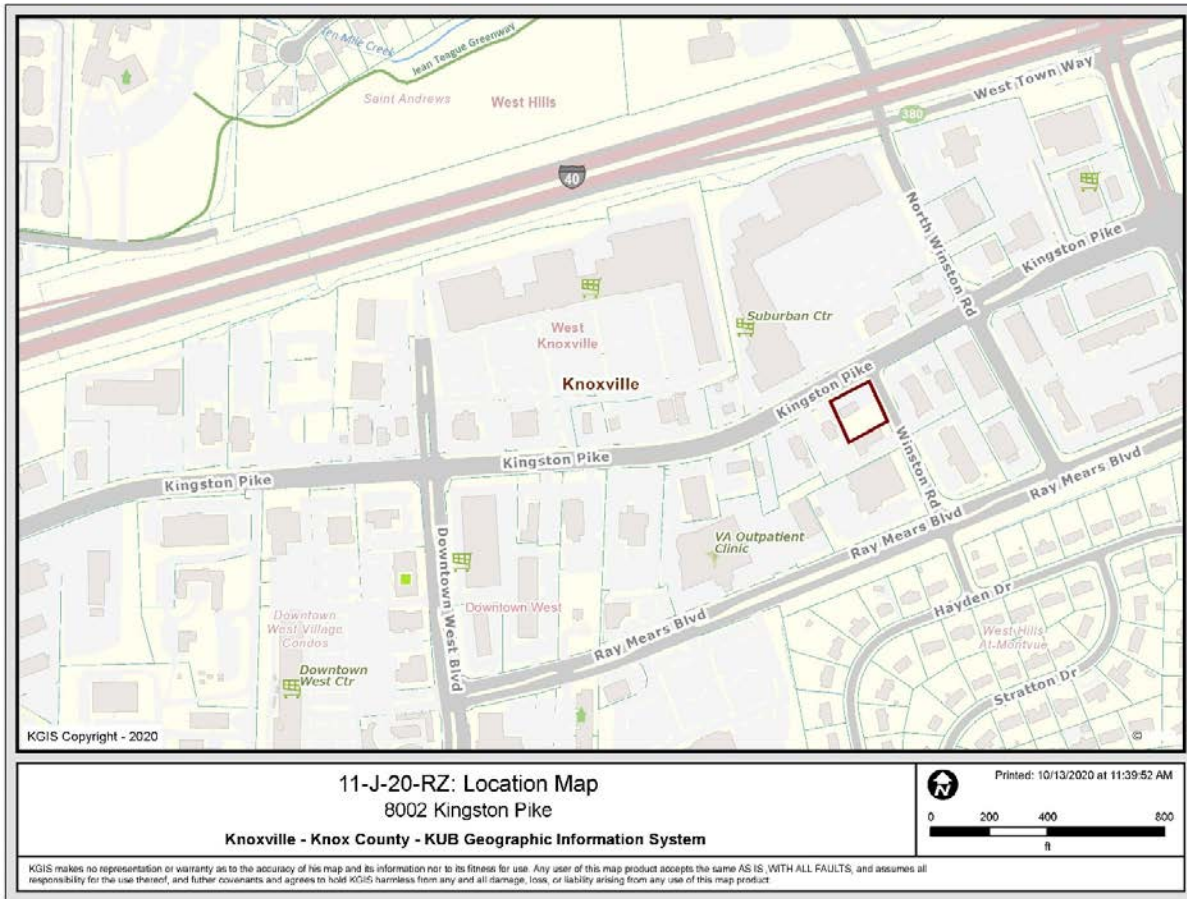 Ten Mile Creek
Jean Teague Greenway
Saint Andrews
West Hills
West Town Way
380
40
North Winston Rd
Kingston Pike
Suburban Ctr
West
Knoxville
Knoxville
Kingston Pike
Kingston Pike
Kingston Pike
Winston Rd
Ray Mears Blvd
Ray Mears Blvd
VA Outpatient
Clinic
Downtown West Blvd
Downtown West
Hayden Dr
Downtown
West Village
Condos
Ray Mears Blvd
West Hills
At-Montvue
Downtown
West Ctr
Stratton Dr
KGIS Copyright - 2020
©
11-J-20-RZ: Location Map
8002 Kingston Pike
Knoxville - Knox County - KUB Geographic Information System
N
Printed: 10/13/2020 at 11:39:52 AM
0 200 400 800
ft
KGIS makes no representation or warranty as to the accuracy of his map and its information nor to its fitness for use. Any user of this map product accepts the same AS IS ,WITH ALL FAULTS, and assumes all
responsibility for the use thereof, and futher covenants and agrees to hold KGIS harmless from any and all damage, loss, or liability arising from any use of this map product.